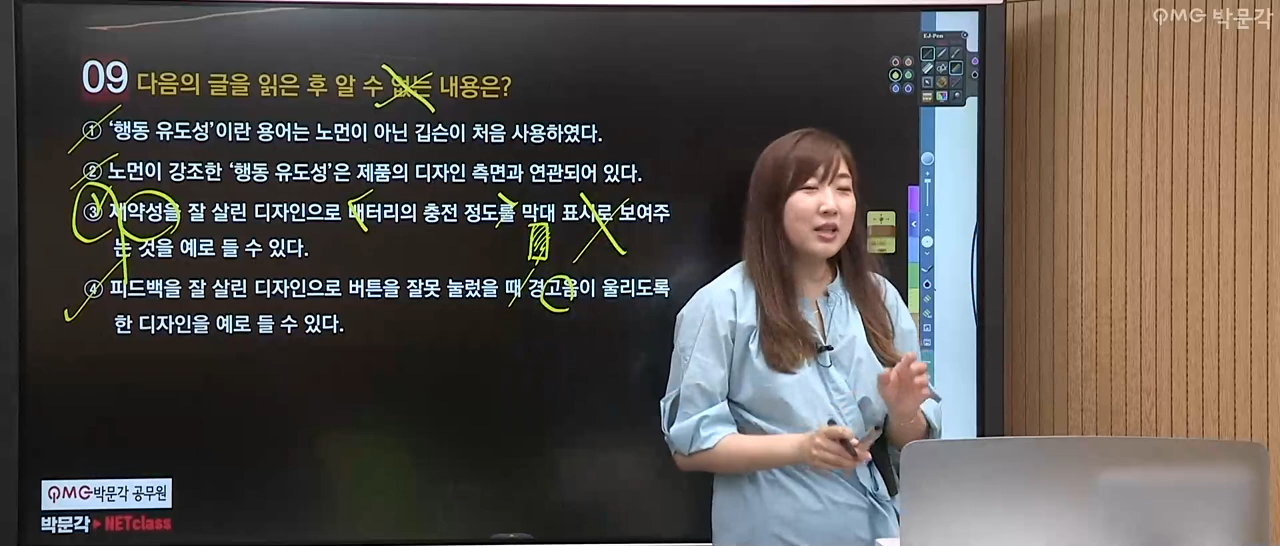 PMG 박문각
EJ-Pen
09 다음의 글을 읽은 후 알 수 없는 내용은?
① '행동 유도성'이란 용어는 노먼이 아닌 깁슨이 처음 사용하였다.
② 노먼이 강조한 '행동 유도성'은 제품의 디자인 측면과 연관되어 있다.
③ 제약성을 잘 살린 디자인으로 배터리의 충전 정도를 막대 표시로 보여주
는 것을 예로 들 수 있다.
④ 피드백을 잘 살린 디자인으로 버튼을 잘못 눌렀을 때 경고음이 울리도록
한 디자인을 예로 들 수 있다.
PMG 박문각 공무원
박문각 NETclass